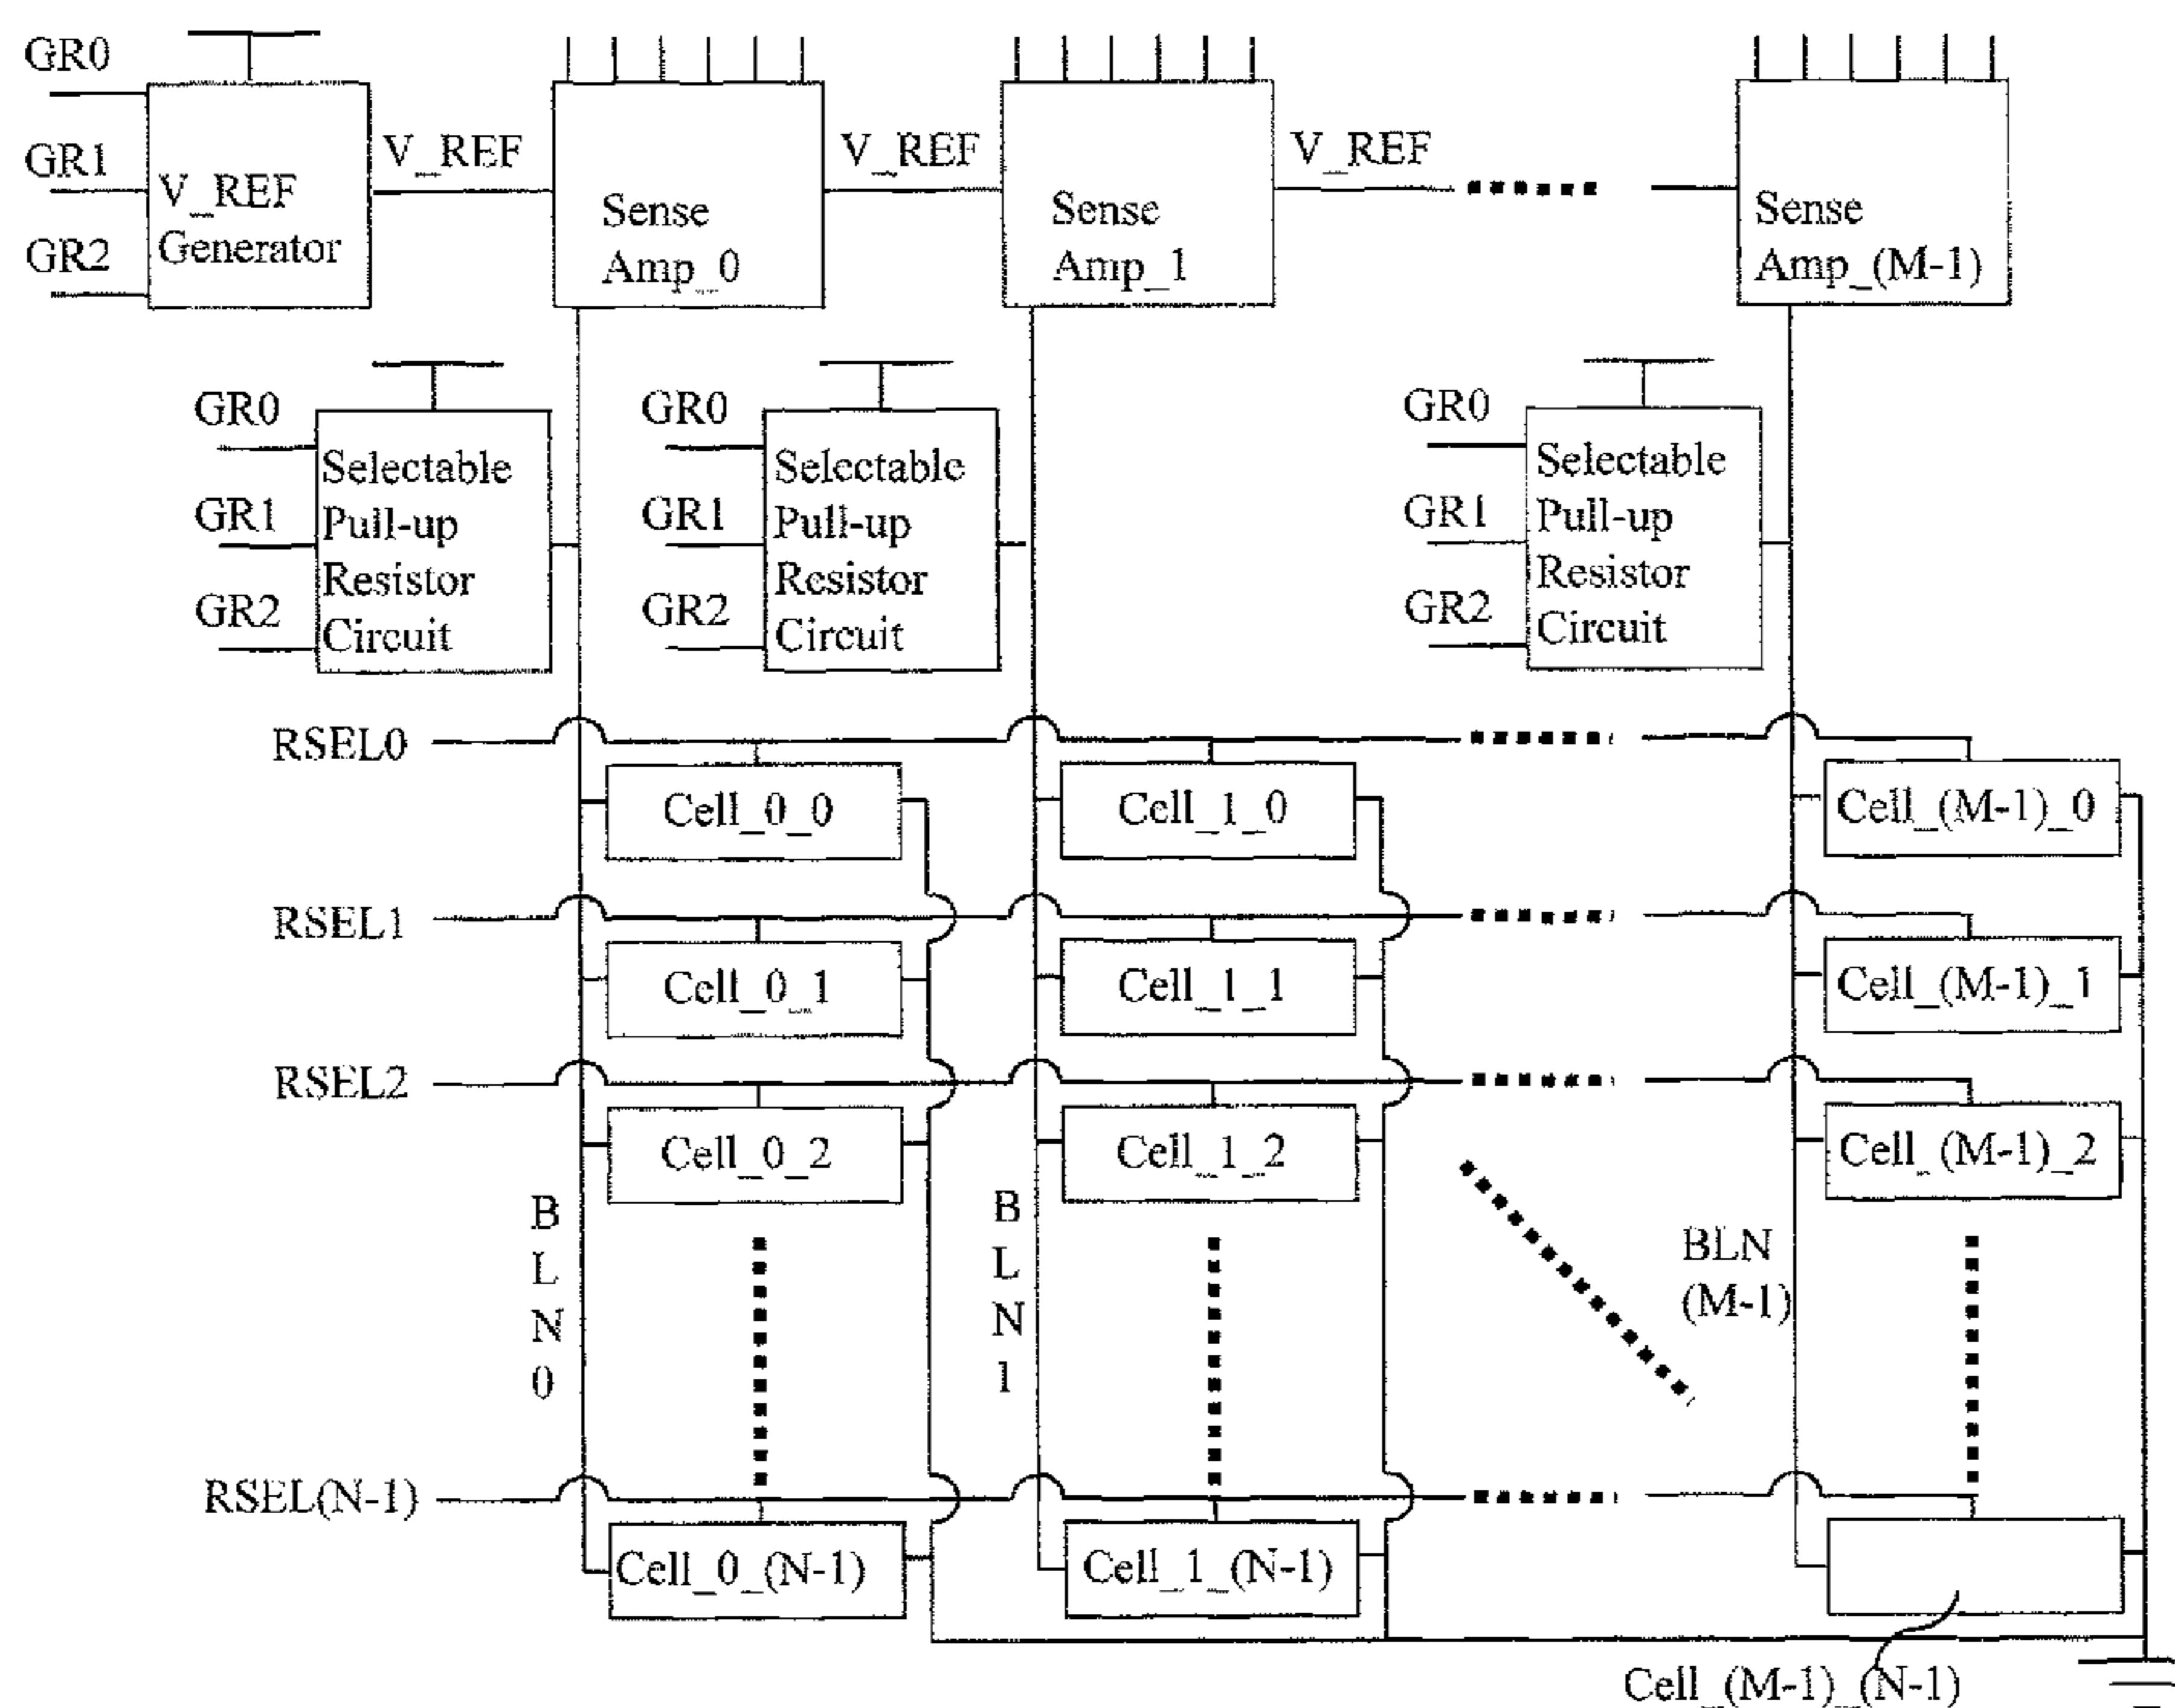 GR0
GR1
GR2
V_REF
Generator
V_REF
Sense
Amp_0
V_REF
Sense
Amp_1
V_REF
Sense
Amp_(M-1)
GR0
GR1
GR2
Selectable
Pull-up
Resistor
Circuit
GR0
GR1
GR2
Selectable
Pull-up
Resistor
Circuit
GR0
GR1
GR2
Selectable
Pull-up
Resistor
Circuit
RSEL0
Cell_0_0
Cell_1_0
Cell_(M-1)_0
RSEL1
Cell_0_1
Cell_1_1
Cell_(M-1)_1
RSEL2
Cell_0_2
Cell_1_2
Cell_(M-1)_2
B
L
N
0
B
L
N
1
BLN
(M-1)
RSEL(N-1)
Cell_0_(N-1)
Cell_1_(N-1)
Cell_(M-1)_(N-1)